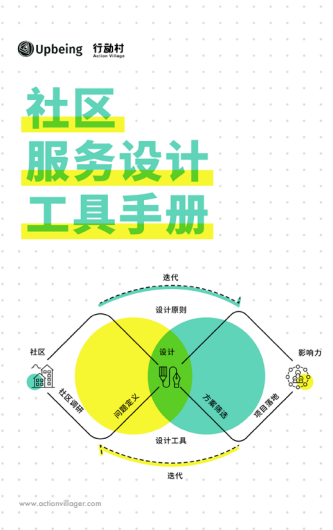 Upbeing 行动村
Action Village
社区
服务设计
工具手册
迭代
设计原则
社区
设计
影响力
社区调研
问题定义
方案筛选
项目落地
设计工具
迭代
www.actionvillager.com